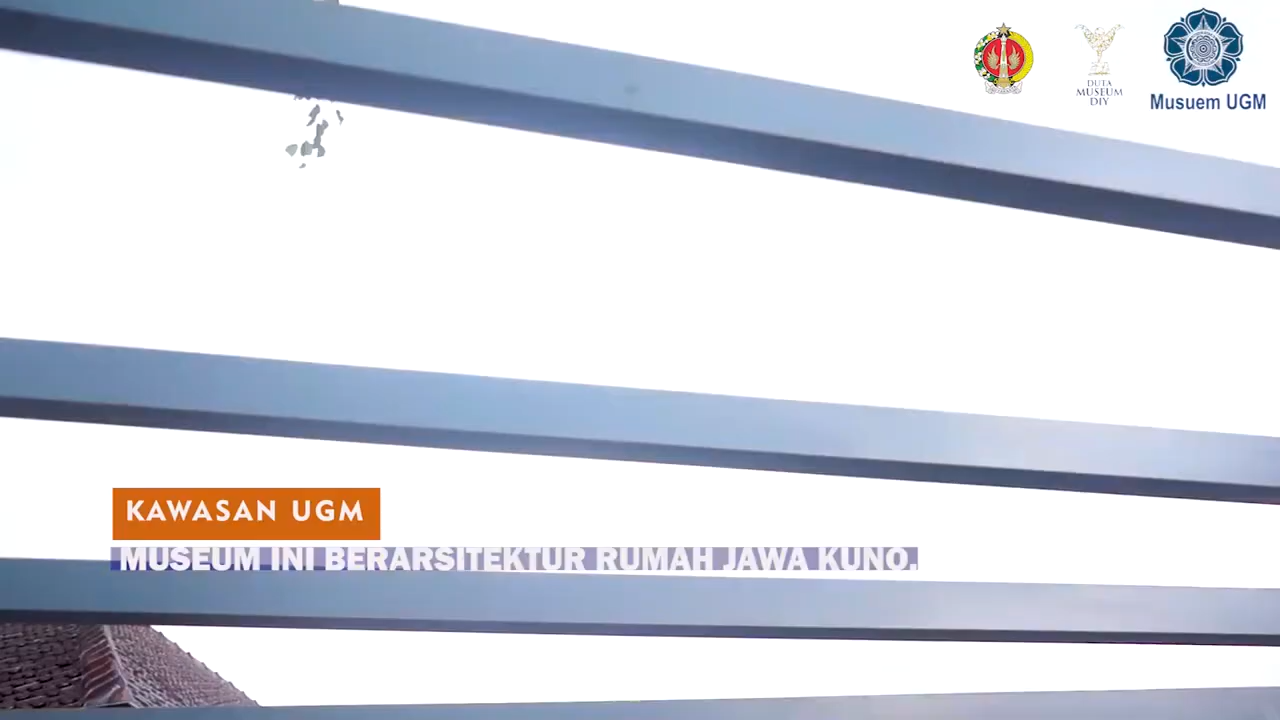 DUTA
MUSEUM
DIY
Musuem UGM
KAWASAN UGM
MUSEUM INI BERARSITEKTUR RUMAH JAWA KUNO.